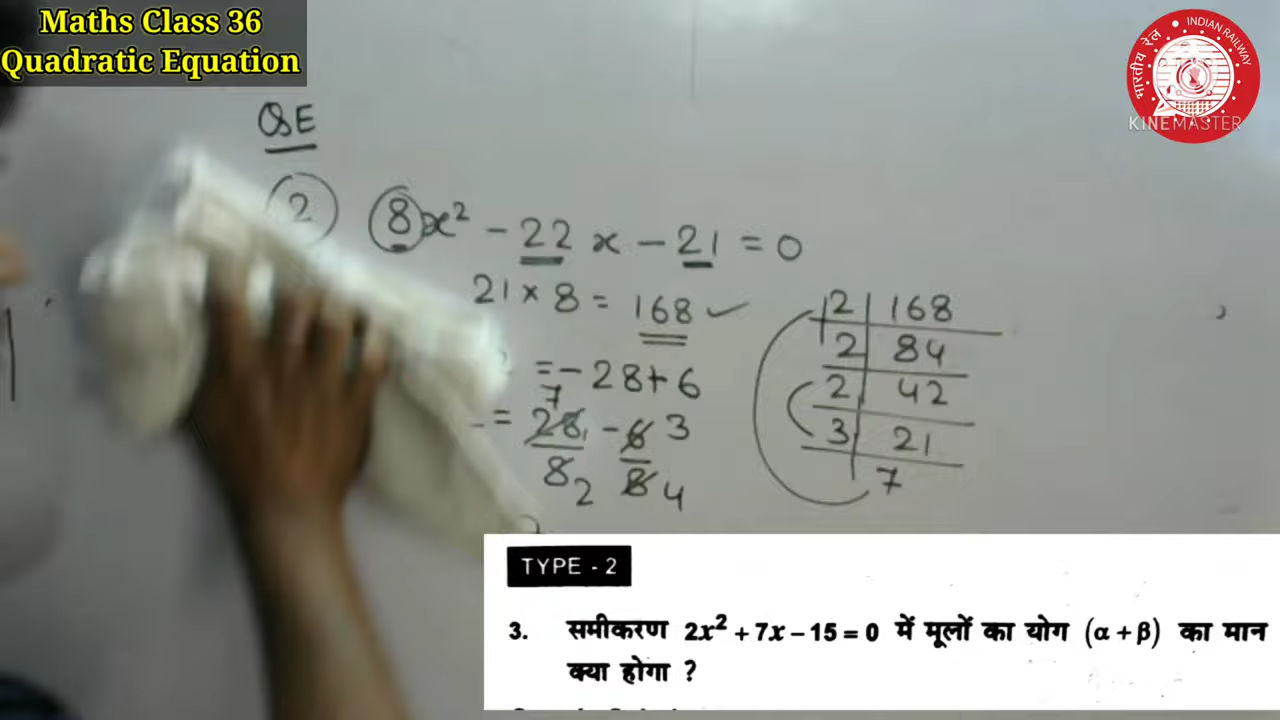 Maths Class 36
Quadratic Equation
भारतीय रेल INDIAN RAILWAY
KINEMASTER
QE
2 8x² - 22x - 21 = 0
21 × 8 = 168 ✓
= - 28 + 6
7
= 28 - 6 3
8 2 8 4
2 | 168
2 | 84
2 | 42
3 | 21
7
TYPE - 2
3. समीकरण 2x² + 7x – 15 = 0 में मूलों का योग (α + β) का मान
क्या होगा ?